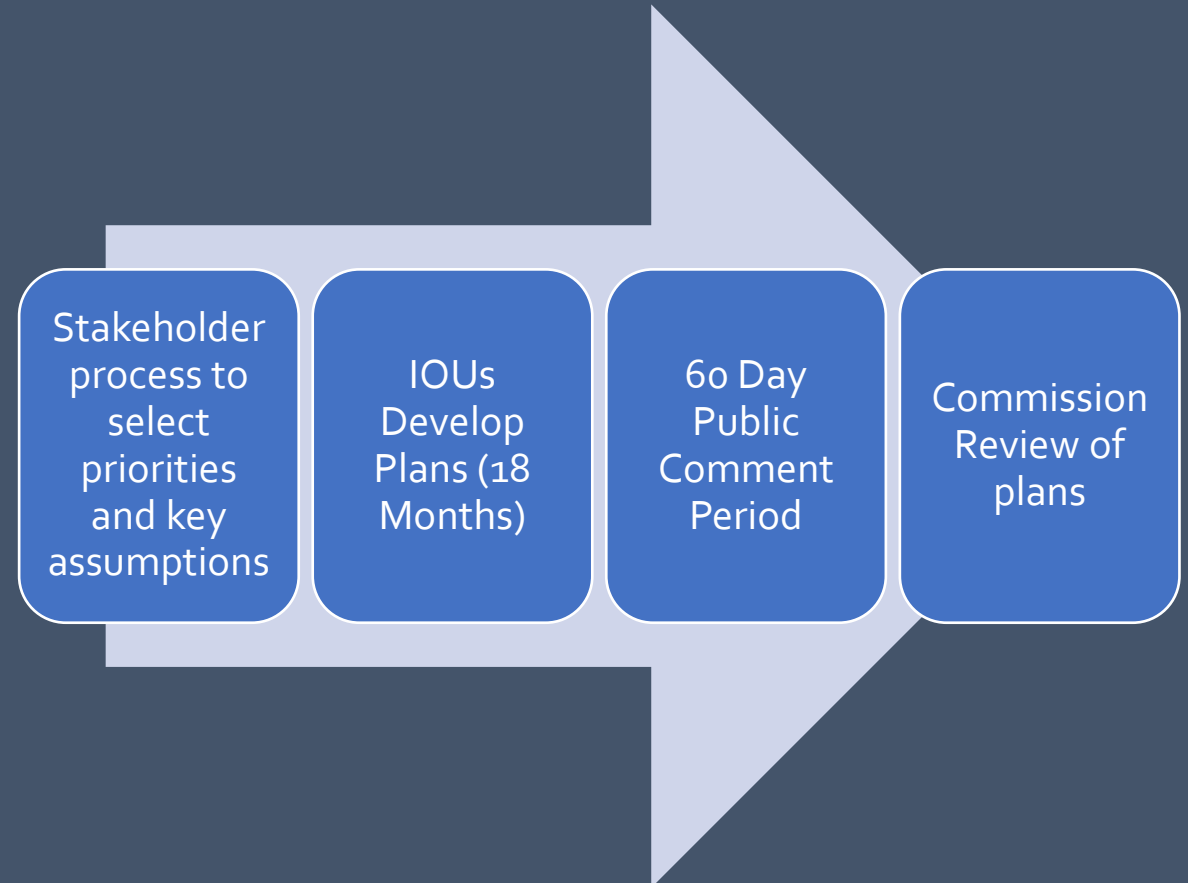 Stakeholder
process to
select
priorities
and key
assumptions
IOUs
Develop
Plans (18
Months)
60 Day
Public
Comment
Period
Commission
Review of
plans